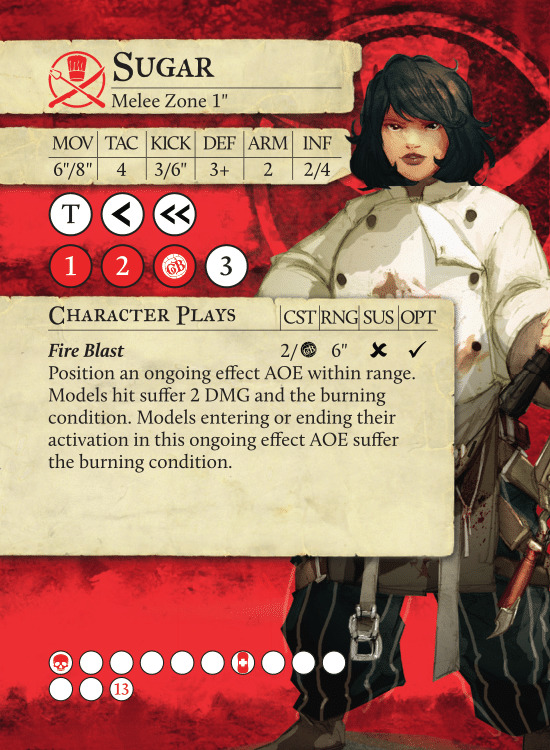 SUGAR
Melee Zone 1"
MOV TAC KICK DEF ARM INF
6"/8" 4 3/6" 3+ 2 2/4
T < <<
1 2 GB 3
CHARACTER PLAYS CST RNG SUS OPT
Fire Blast 2/GB 6" ✘ ✓
Position an ongoing effect AOE within range.
Models hit suffer 2 DMG and the burning
condition. Models entering or ending their
activation in this ongoing effect AOE suffer
the burning condition.
13